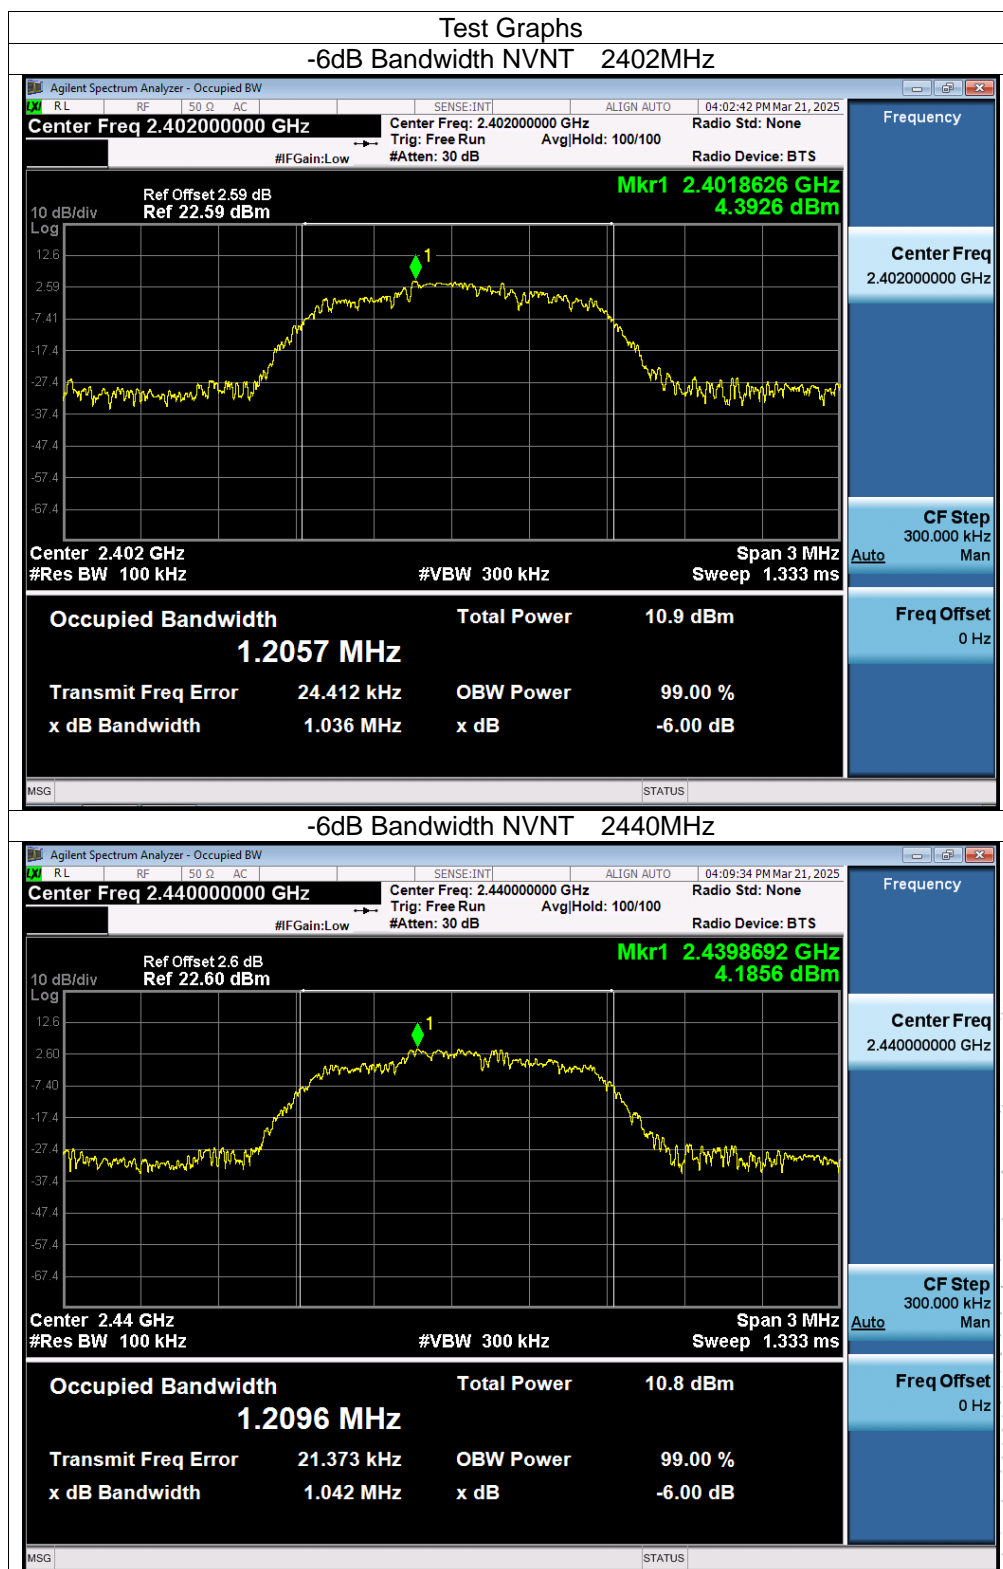 Test Graphs
-6dB Bandwidth NVNT 2402MHz
Agilent Spectrum Analyzer - Occupied BW
LXI RL RF 50 Ω AC SENSE:INT ALIGN AUTO 04:02:42 PM Mar 21, 2025
Center Freq 2.402000000 GHz
Center Freq: 2.402000000 GHz Radio Std: None
Trig: Free Run Avg|Hold: 100/100
#IFGain:Low #Atten: 30 dB Radio Device: BTS
Frequency
Mkr1 2.4018626 GHz
4.3926 dBm
Ref Offset 2.59 dB
10 dB/div Ref 22.59 dBm
Log
12.6
2.59
-7.41
-17.4
-27.4
-37.4
-47.4
-57.4
-67.4
1
Center Freq
2.402000000 GHz
Center 2.402 GHz Span 3 MHz
#Res BW 100 kHz #VBW 300 kHz Sweep 1.333 ms
CF Step
300.000 kHz
Auto Man
Occupied Bandwidth Total Power 10.9 dBm
1.2057 MHz
Transmit Freq Error 24.412 kHz OBW Power 99.00 %
x dB Bandwidth 1.036 MHz x dB -6.00 dB
Freq Offset
0 Hz
MSG STATUS
-6dB Bandwidth NVNT 2440MHz
Agilent Spectrum Analyzer - Occupied BW
LXI RL RF 50 Ω AC SENSE:INT ALIGN AUTO 04:09:34 PM Mar 21, 2025
Center Freq 2.440000000 GHz
Center Freq: 2.440000000 GHz Radio Std: None
Trig: Free Run Avg|Hold: 100/100
#IFGain:Low #Atten: 30 dB Radio Device: BTS
Frequency
Mkr1 2.4398692 GHz
4.1856 dBm
Ref Offset 2.6 dB
10 dB/div Ref 22.60 dBm
Log
12.6
2.60
-7.40
-17.4
-27.4
-37.4
-47.4
-57.4
-67.4
1
Center Freq
2.440000000 GHz
Center 2.44 GHz Span 3 MHz
#Res BW 100 kHz #VBW 300 kHz Sweep 1.333 ms
CF Step
300.000 kHz
Auto Man
Occupied Bandwidth Total Power 10.8 dBm
1.2096 MHz
Transmit Freq Error 21.373 kHz OBW Power 99.00 %
x dB Bandwidth 1.042 MHz x dB -6.00 dB
Freq Offset
0 Hz
MSG STATUS